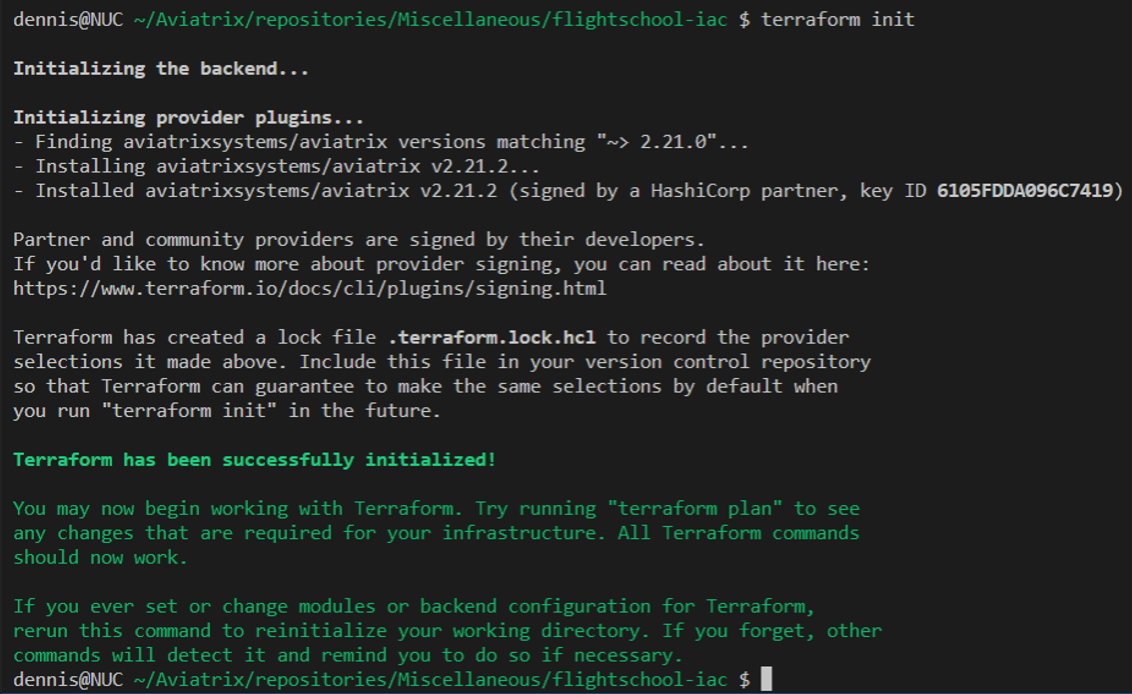 dennis@NUC ~/Aviatrix/repositories/Miscellaneous/flightschool-iac $ terraform init
Initializing the backend...
Initializing provider plugins...
- Finding aviatrixsystems/aviatrix versions matching "~> 2.21.0"...
- Installing aviatrixsystems/aviatrix v2.21.2...
- Installed aviatrixsystems/aviatrix v2.21.2 (signed by a HashiCorp partner, key ID 6105FDDA096C7419)
Partner and community providers are signed by their developers.
If you'd like to know more about provider signing, you can read about it here:
https://www.terraform.io/docs/cli/plugins/signing.html
Terraform has created a lock file .terraform.lock.hcl to record the provider
selections it made above. Include this file in your version control repository
so that Terraform can guarantee to make the same selections by default when
you run "terraform init" in the future.
Terraform has been successfully initialized!
You may now begin working with Terraform. Try running "terraform plan" to see
any changes that are required for your infrastructure. All Terraform commands
should now work.
If you ever set or change modules or backend configuration for Terraform,
rerun this command to reinitialize your working directory. If you forget, other
commands will detect it and remind you to do so if necessary.
dennis@NUC ~/Aviatrix/repositories/Miscellaneous/flightschool-iac $